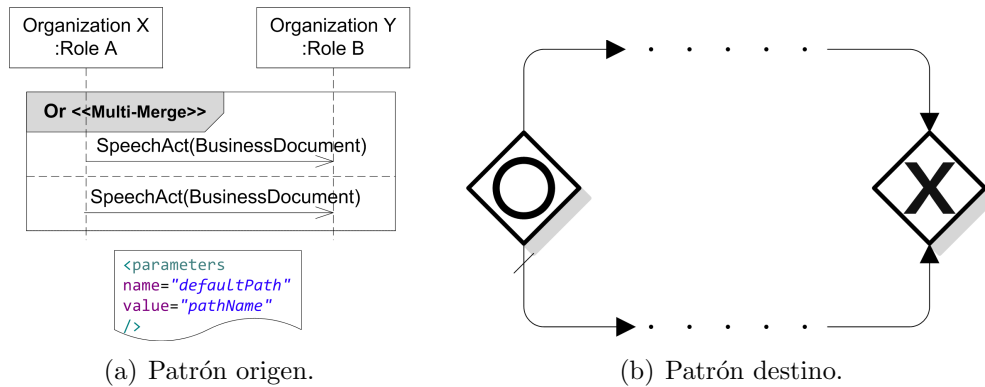 Organization X
:Role A
Organization Y
:Role B
Or <<Multi-Merge>>
SpeechAct(BusinessDocument)
SpeechAct(BusinessDocument)
<parameters
name="defaultPath"
value="pathName"
/>
X
(a) Patrón origen.
(b) Patrón destino.